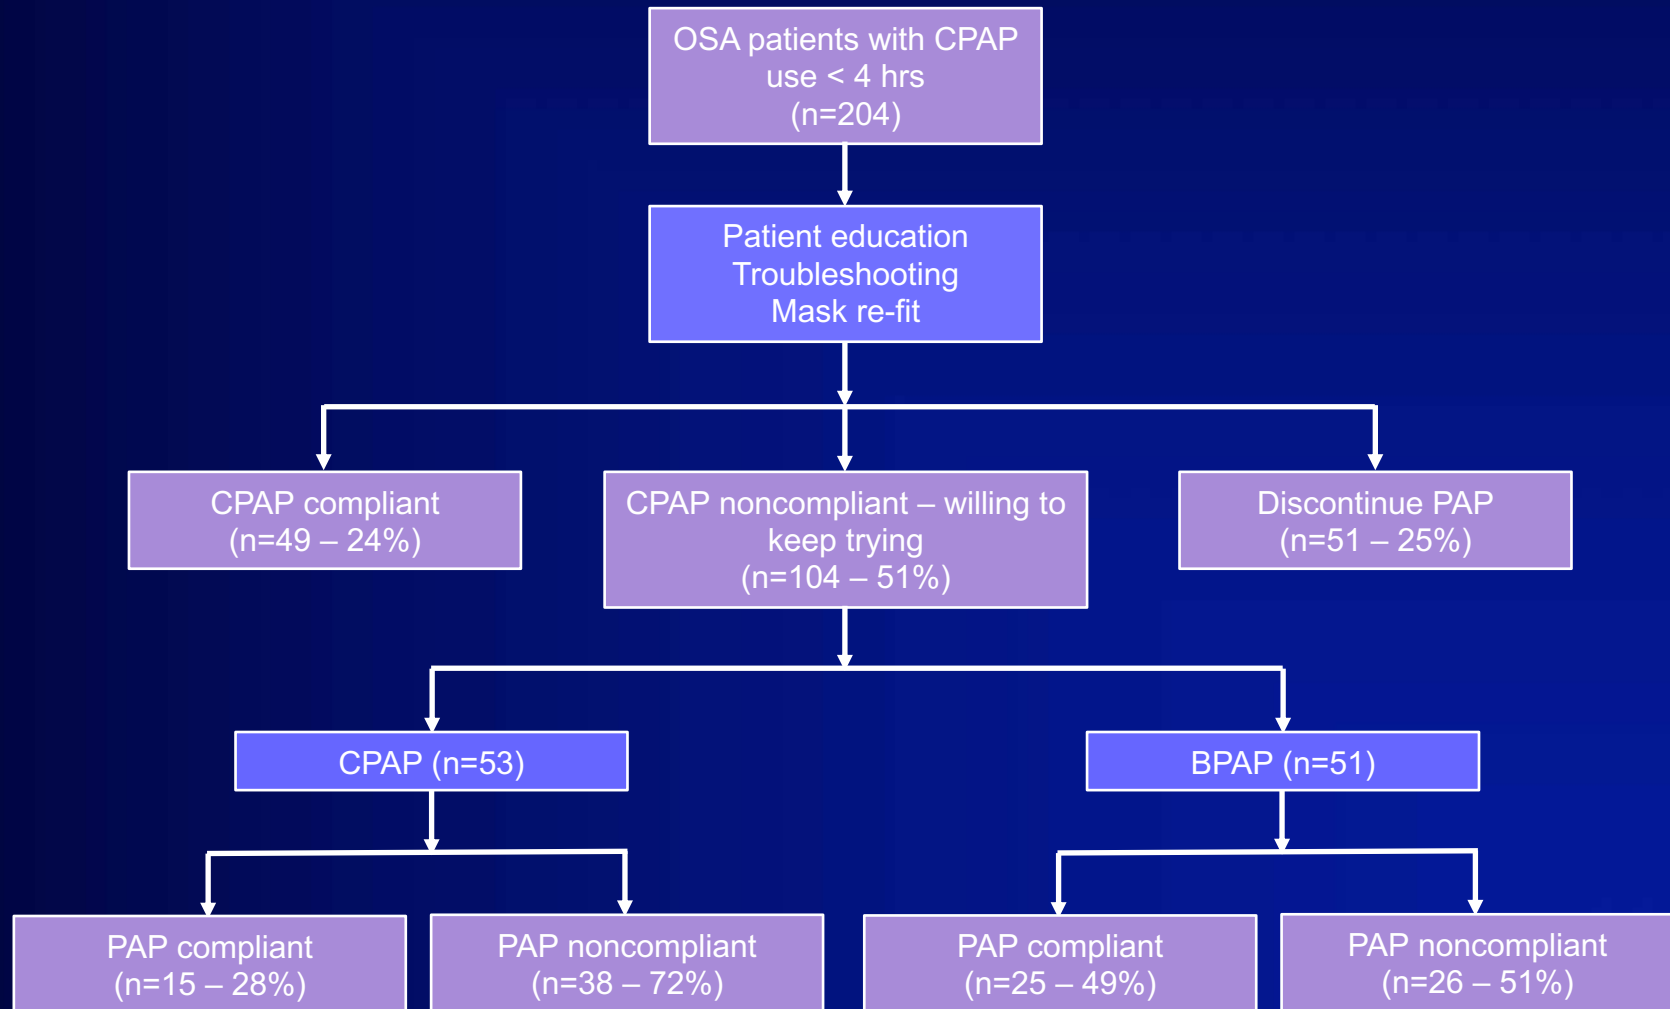 OSA patients with CPAP
use < 4 hrs
(n=204)
Patient education
Troubleshooting
Mask re-fit
CPAP compliant
(n=49 – 24%)
CPAP noncompliant – willing to
keep trying
(n=104 – 51%)
Discontinue PAP
(n=51 – 25%)
CPAP (n=53)
BPAP (n=51)
PAP compliant
(n=15 – 28%)
PAP noncompliant
(n=38 – 72%)
PAP compliant
(n=25 – 49%)
PAP noncompliant
(n=26 – 51%)